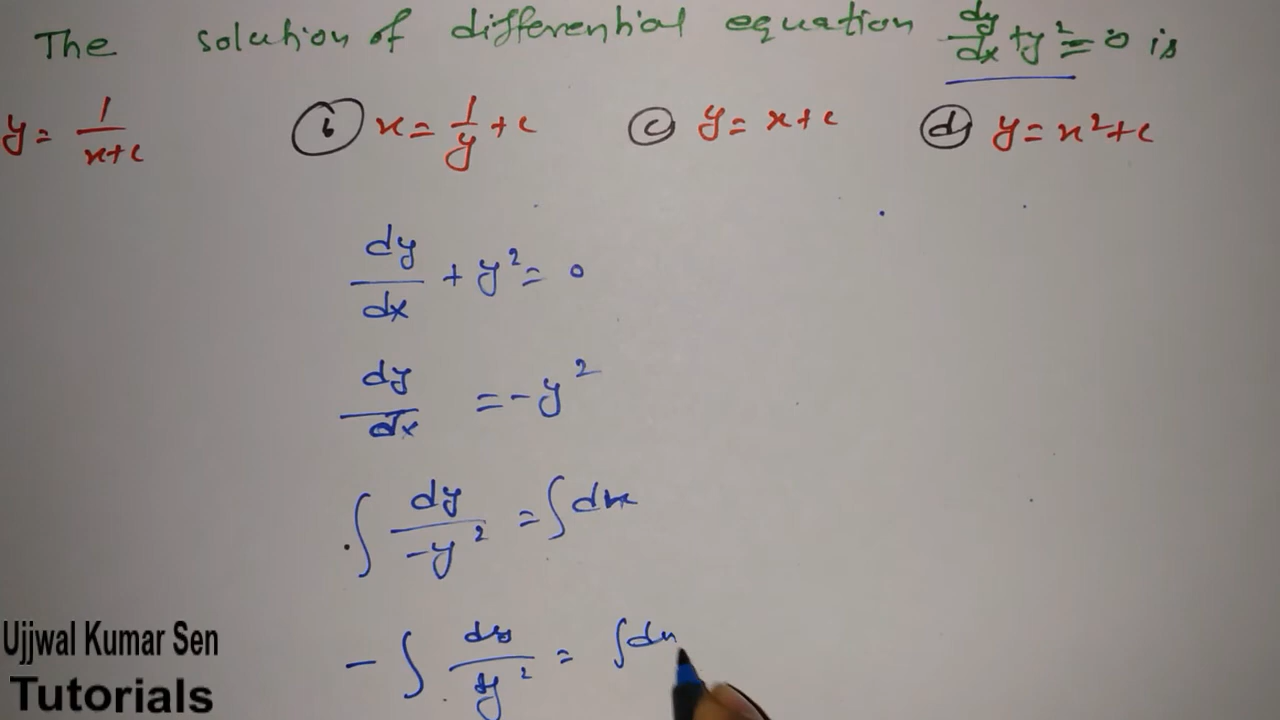 The solution of differential equation dy/dx + y² = 0 is
y = 1/x+c (b) x = 1/y + c (c) y = x + c (d) y = x² + c
dy/dx + y² = 0
dy/dx = -y²
∫ dy/-y² = ∫dx
- ∫ dy/y² = ∫dx
Ujjwal Kumar Sen
Tutorials